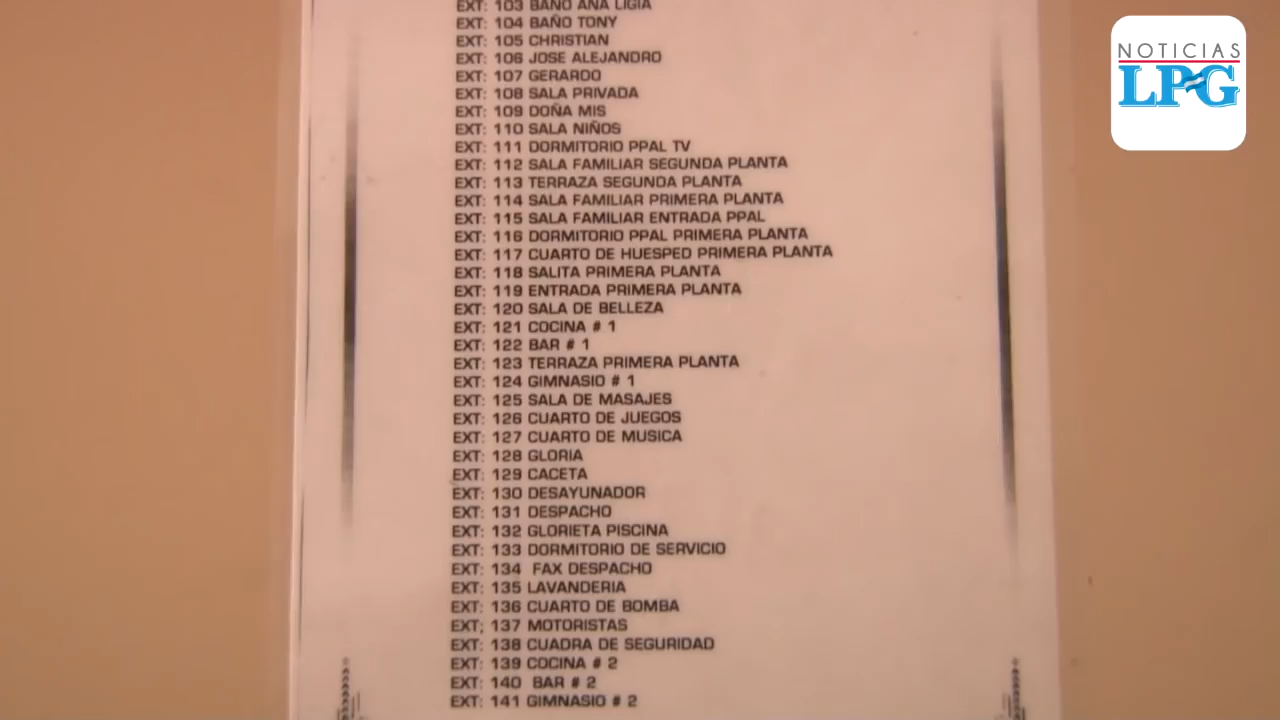 EXT: 103 BAÑO ANA LIGIA
EXT: 104 BAÑO TONY
EXT: 105 CHRISTIAN
EXT: 106 JOSE ALEJANDRO
EXT: 107 GERARDO
EXT: 108 SALA PRIVADA
EXT: 109 DOÑA MIS
EXT: 110 SALA NIÑOS
EXT: 111 DORMITORIO PPAL TV
EXT: 112 SALA FAMILIAR SEGUNDA PLANTA
EXT: 113 TERRAZA SEGUNDA PLANTA
EXT: 114 SALA FAMILIAR PRIMERA PLANTA
EXT: 115 SALA FAMILIAR ENTRADA PPAL
EXT: 116 DORMITORIO PPAL PRIMERA PLANTA
EXT: 117 CUARTO DE HUESPED PRIMERA PLANTA
EXT: 118 SALITA PRIMERA PLANTA
EXT: 119 ENTRADA PRIMERA PLANTA
EXT: 120 SALA DE BELLEZA
EXT: 121 COCINA # 1
EXT: 122 BAR # 1
EXT: 123 TERRAZA PRIMERA PLANTA
EXT: 124 GIMNASIO # 1
EXT: 125 SALA DE MASAJES
EXT: 126 CUARTO DE JUEGOS
EXT: 127 CUARTO DE MUSICA
EXT: 128 GLORIA
EXT: 129 CACETA
EXT: 130 DESAYUNADOR
EXT: 131 DESPACHO
EXT: 132 GLORIETA PISCINA
EXT: 133 DORMITORIO DE SERVICIO
EXT: 134 FAX DESPACHO
EXT: 135 LAVANDERIA
EXT: 136 CUARTO DE BOMBA
EXT; 137 MOTORISTAS
EXT: 138 CUADRA DE SEGURIDAD
EXT: 139 COCINA # 2
EXT: 140 BAR # 2
EXT: 141 GIMNASIO # 2
NOTICIAS
LPG